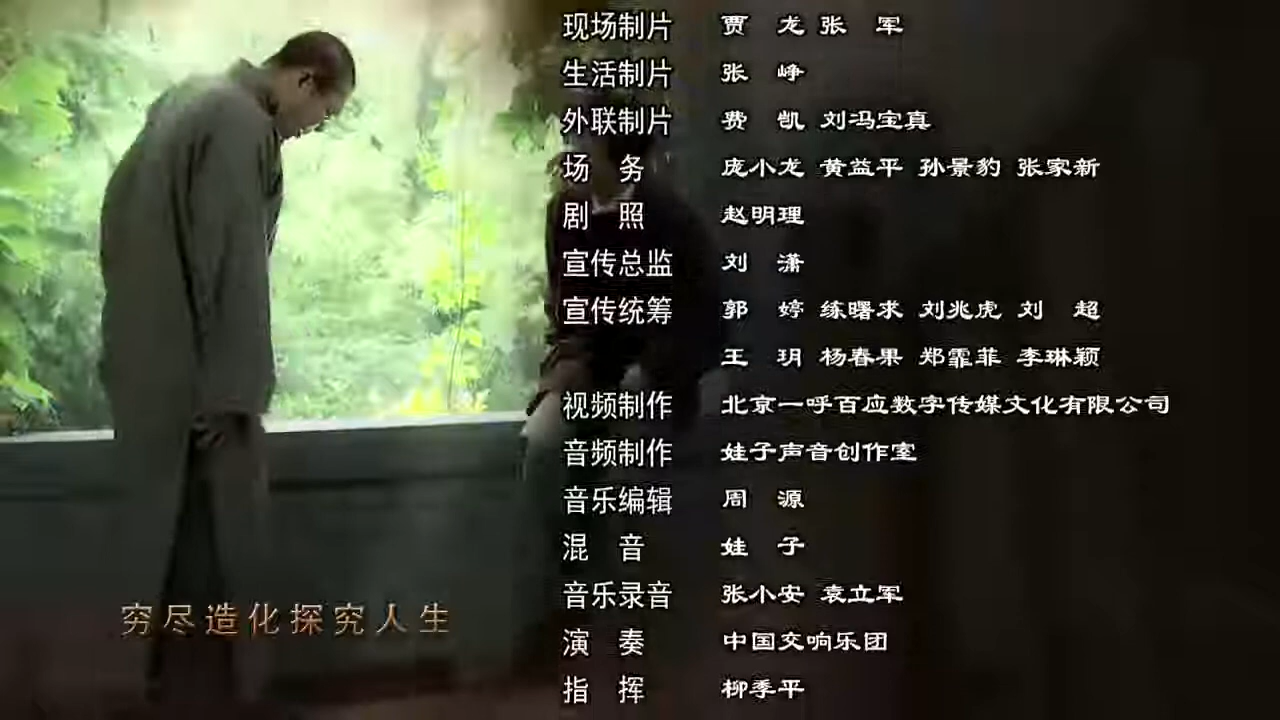 现场制片 贾 龙 张 军
生活制片 张 峥
外联制片 费 凯 刘冯宝真
场 务 庞小龙 黄益平 孙景豹 张家新
剧 照 赵明理
宣传总监 刘 潇
宣传统筹 郭 婷 练曙求 刘兆虎 刘 超
王 玥 杨春果 郑霏菲 李琳颖
视频制作 北京一呼百应数字传媒文化有限公司
音频制作 娃子声音创作室
音乐编辑 周 源
混 音 娃 子
音乐录音 张小安 袁立军
演 奏 中国交响乐团
指 挥 柳季平
穷尽造化探究人生